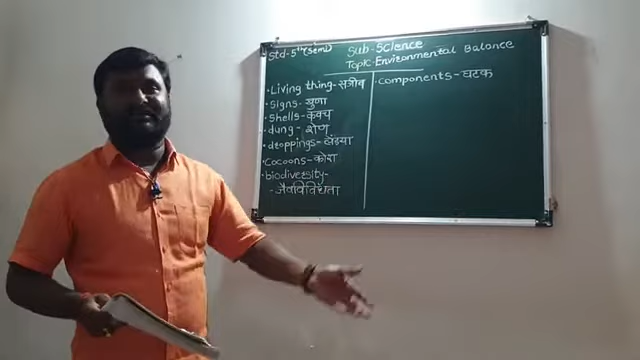 Std-5th (Semi) Sub-Science
Topic-Environmental Balance
• Living thing-सजीव
• Signs-खुणा
• Shells-कवच
• dung- शेण
• droppings-लेंड्या
• Cocoons-कोश
• biodiversity-
- जैवविविधता
• Components-घटक